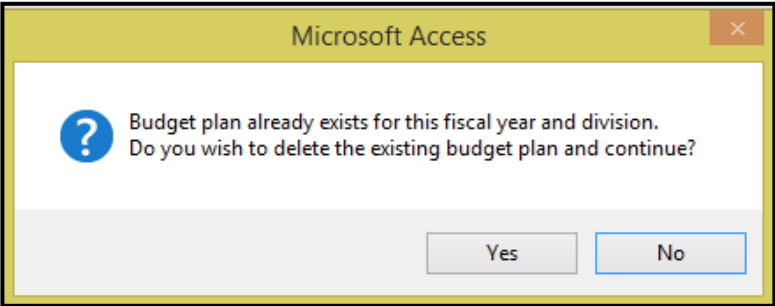 Microsoft Access
Budget plan already exists for this fiscal year and division.
Do you wish to delete the existing budget plan and continue?
Yes
No